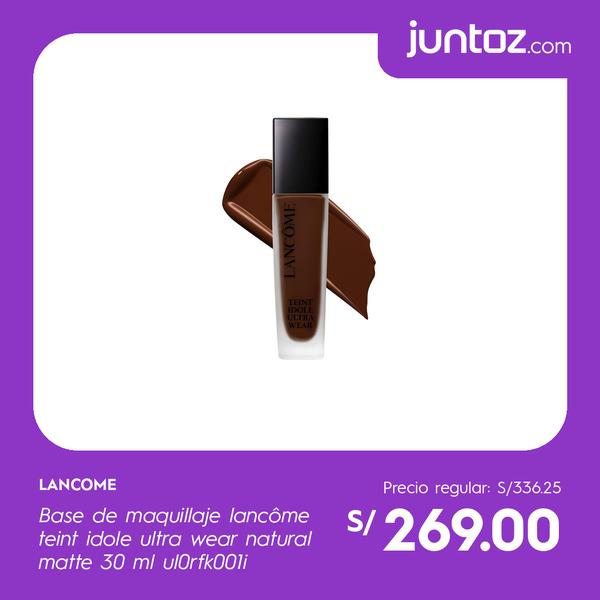 juntoz.com
LANCÔME
TEINT
IDOLE
ULTRA
WEAR
LANCOME
Base de maquillaje lancôme
teint idole ultra wear natural
matte 30 ml ul0rfk001i
Precio regular: S/336.25
S/ 269.00